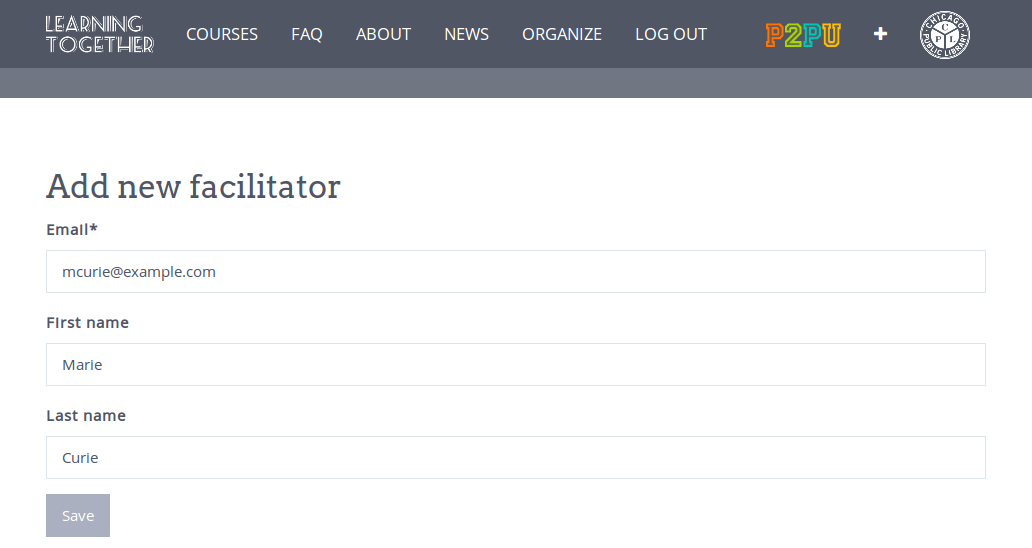 LEARNING
TOGETHER
COURSES FAQ ABOUT NEWS ORGANIZE LOG OUT P2PU + CHICAGO PUBLIC LIBRARY CPL
Add new facilitator
Email*
mcurie@example.com
First name
Marie
Last name
Curie
Save